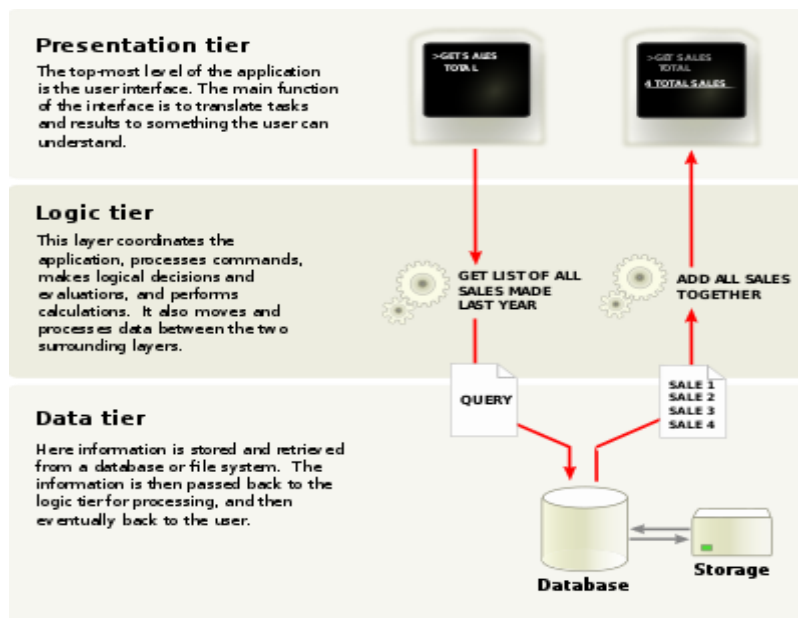 Presentation tier
The top-most level of the application
is the user interface. The main function
of the interface is to translate tasks
and results to something the user can
understand.
>GET SALES
TOTAL
>GET SALES
TOTAL
4 TOTAL SALES
Logic tier
This layer coordinates the
application, processes commands,
makes logical decisions and
evaluations, and performs
calculations. It also moves and
processes data between the two
surrounding layers.
GET LIST OF ALL
SALES MADE
LAST YEAR
ADD ALL SALES
TOGETHER
QUERY
SALE 1
SALE 2
SALE 3
SALE 4
Data tier
Here information is stored and retrieved
from a database or file system. The
information is then passed back to the
logic tier for processing, and then
eventually back to the user.
Database
Storage